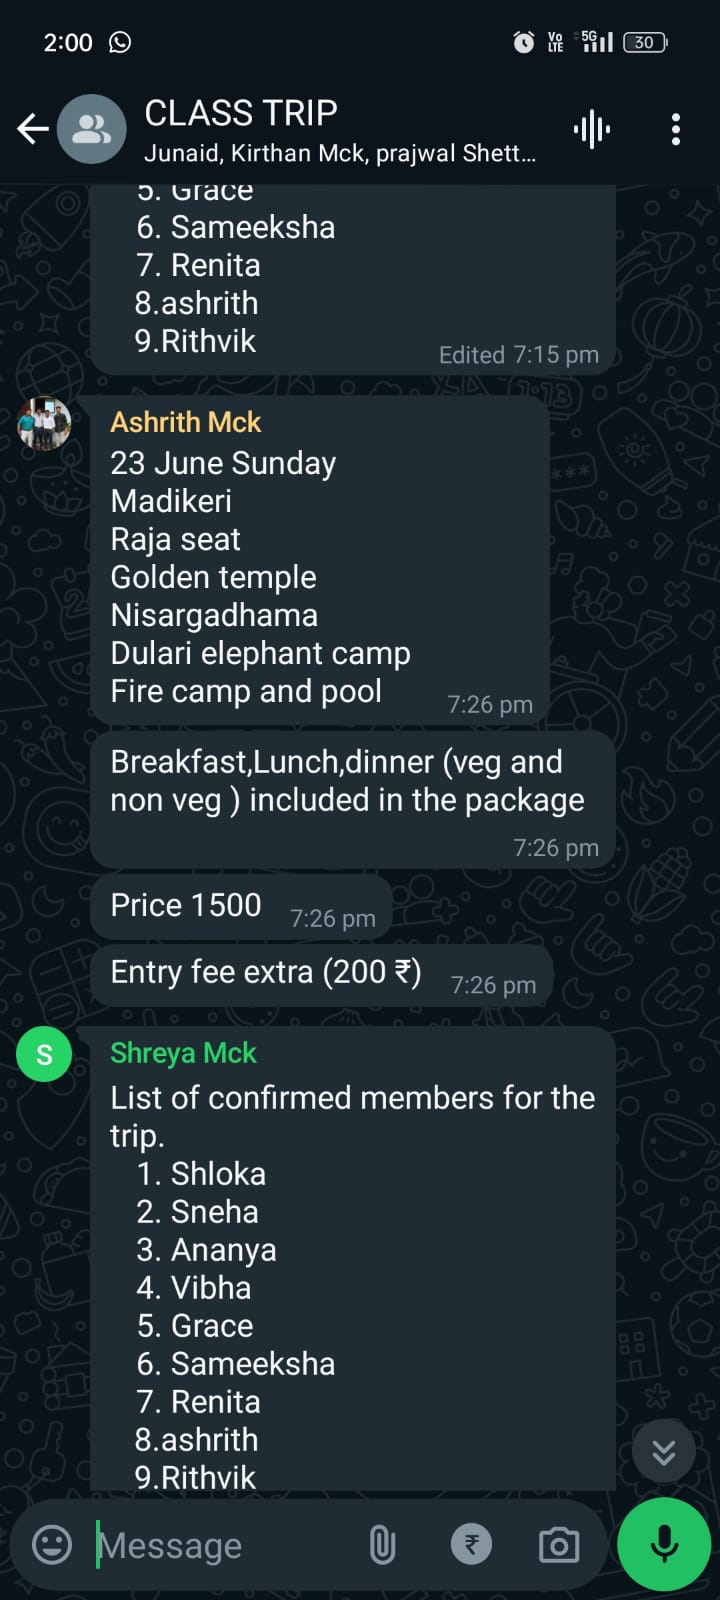 2:00
Vo LTE 5G 30
CLASS TRIP
Junaid, Kirthan Mck, prajwal Shett...
5. Grace
6. Sameeksha
7. Renita
8.ashrith
9.Rithvik
Edited 7:15 pm
Ashrith Mck
23 June Sunday
Madikeri
Raja seat
Golden temple
Nisargadhama
Dulari elephant camp
Fire camp and pool
7:26 pm
Breakfast,Lunch,dinner (veg and
non veg ) included in the package
7:26 pm
Price 1500 7:26 pm
Entry fee extra (200 ₹) 7:26 pm
S
Shreya Mck
List of confirmed members for the
trip.
1. Shloka
2. Sneha
3. Ananya
4. Vibha
5. Grace
6. Sameeksha
7. Renita
8.ashrith
9.Rithvik
Message
₹